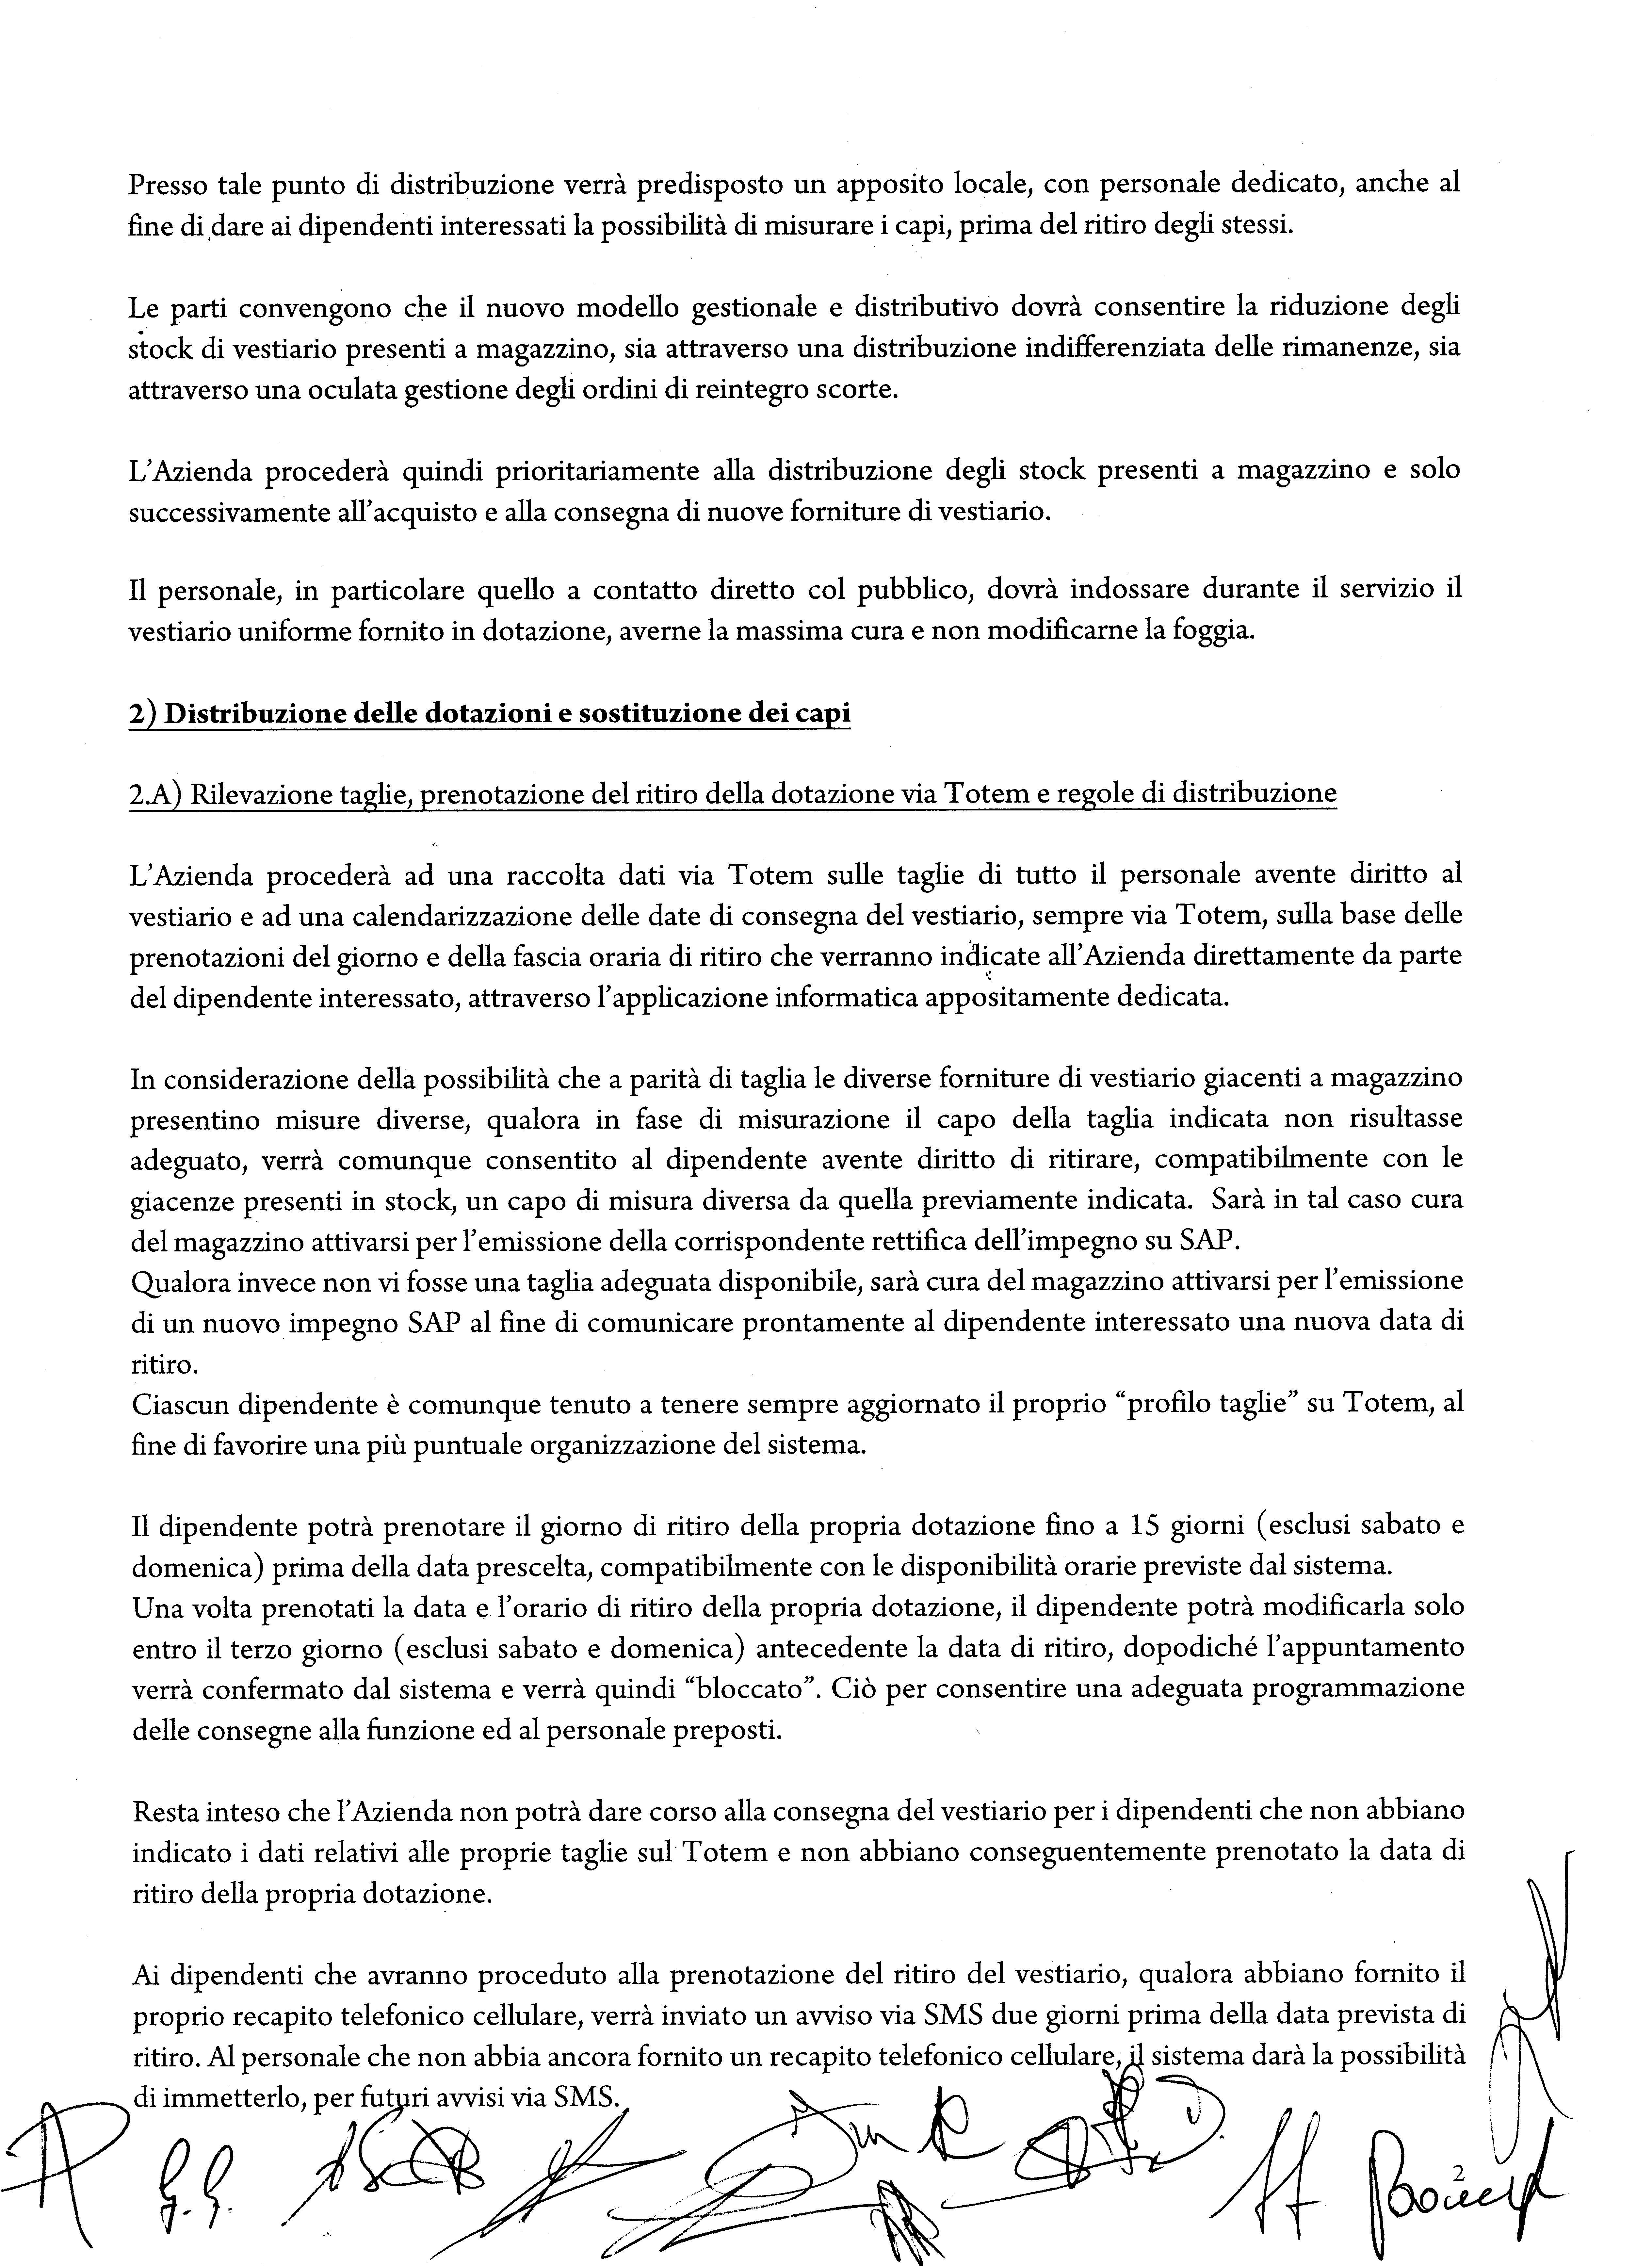 Presso tale punto di distribuzione verrà predisposto un apposito locale, con personale dedicato, anche al
fine di dare ai dipendenti interessati la possibilità di misurare i capi, prima del ritiro degli stessi.
Le parti convengono che il nuovo modello gestionale e distributivo dovrà consentire la riduzione degli
stock di vestiario presenti a magazzino, sia attraverso una distribuzione indifferenziata delle rimanenze, sia
attraverso una oculata gestione degli ordini di reintegro scorte.
L'Azienda procederà quindi prioritariamente alla distribuzione degli stock presenti a magazzino e solo
successivamente all'acquisto e alla consegna di nuove forniture di vestiario.
Il personale, in particolare quello a contatto diretto col pubblico, dovrà indossare durante il servizio il
vestiario uniforme fornito in dotazione, averne la massima cura e non modificarne la foggia.
2) Distribuzione delle dotazioni e sostituzione dei capi
2.A) Rilevazione taglie, prenotazione del ritiro della dotazione via Totem e regole di distribuzione
L'Azienda procederà ad una raccolta dati via Totem sulle taglie di tutto il personale avente diritto al
vestiario e ad una calendarizzazione delle date di consegna del vestiario, sempre via Totem, sulla base delle
prenotazioni del giorno e della fascia oraria di ritiro che verranno indicate all'Azienda direttamente da parte
del dipendente interessato, attraverso l'applicazione informatica appositamente dedicata.
In considerazione della possibilità che a parità di taglia le diverse forniture di vestiario giacenti a magazzino
presentino misure diverse, qualora in fase di misurazione il capo della taglia indicata non risultasse
adeguato, verrà comunque consentito al dipendente avente diritto di ritirare, compatibilmente con le
giacenze presenti in stock, un capo di misura diversa da quella previamente indicata. Sarà in tal caso cura
del magazzino attivarsi per l'emissione della corrispondente rettifica dell'impegno su SAP.
Qualora invece non vi fosse una taglia adeguata disponibile, sarà cura del magazzino attivarsi per l'emissione
di un nuovo impegno SAP al fine di comunicare prontamente al dipendente interessato una nuova data di
ritiro.
Ciascun dipendente è comunque tenuto a tenere sempre aggiornato il proprio “profilo taglie” su Totem, al
fine di favorire una più puntuale organizzazione del sistema.
Il dipendente potrà prenotare il giorno di ritiro della propria dotazione fino a 15 giorni (esclusi sabato e
domenica) prima della data prescelta, compatibilmente con le disponibilità orarie previste dal sistema.
Una volta prenotati la data e l'orario di ritiro della propria dotazione, il dipendente potrà modificarla solo
entro il terzo giorno (esclusi sabato e domenica) antecedente la data di ritiro, dopodiché l'appuntamento
verrà confermato dal sistema e verrà quindi “bloccato”. Ciò per consentire una adeguata programmazione
delle consegne alla funzione ed al personale preposti.
Resta inteso che l'Azienda non potrà dare corso alla consegna del vestiario per i dipendenti che non abbiano
indicato i dati relativi alle proprie taglie sul Totem e non abbiano conseguentemente prenotato la data di
ritiro della propria dotazione.
Ai dipendenti che avranno proceduto alla prenotazione del ritiro del vestiario, qualora abbiano fornito il
proprio recapito telefonico cellulare, verrà inviato un avviso via SMS due giorni prima della data prevista di
ritiro. Al personale che non abbia ancora fornito un recapito telefonico cellulare, il sistema darà la possibilità
di immetterlo, per futuri avvisi via SMS.
G.G.
2